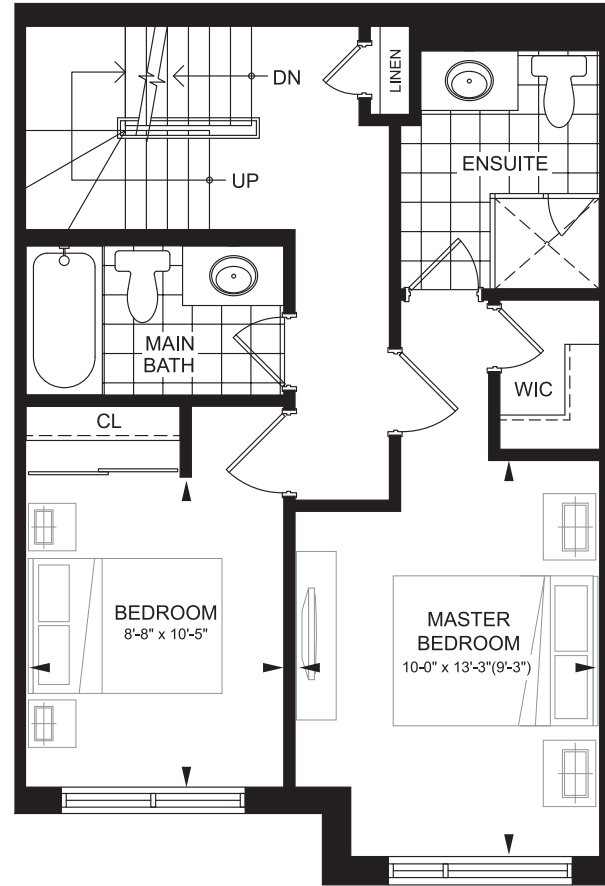 LINEN
DN
UP
ENSUITE
MAIN
BATH
WIC
CL
BEDROOM
8'-8" x 10'-5"
MASTER
BEDROOM
10-0" x 13'-3"(9'-3")